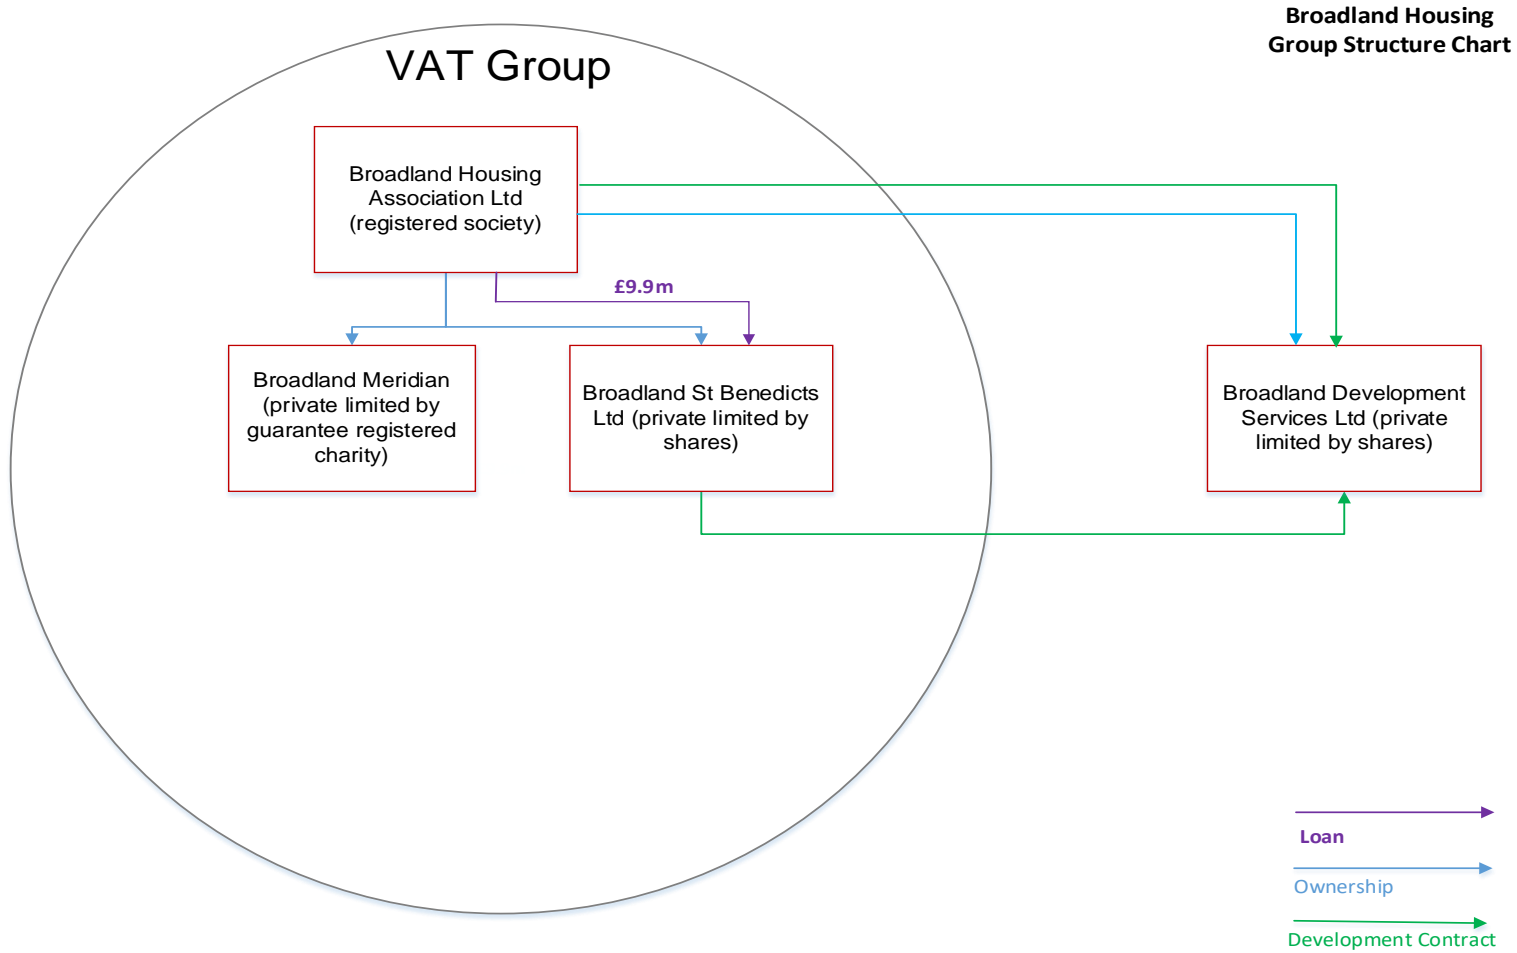 Broadland Housing
Group Structure Chart
VAT Group
Broadland Housing
Association Ltd
(registered society)
£9.9m
Broadland Meridian
(private limited by
guarantee registered
charity)
Broadland St Benedicts
Ltd (private limited by
shares)
Broadland Development
Services Ltd (private
limited by shares)
Loan
Ownership
Development Contract